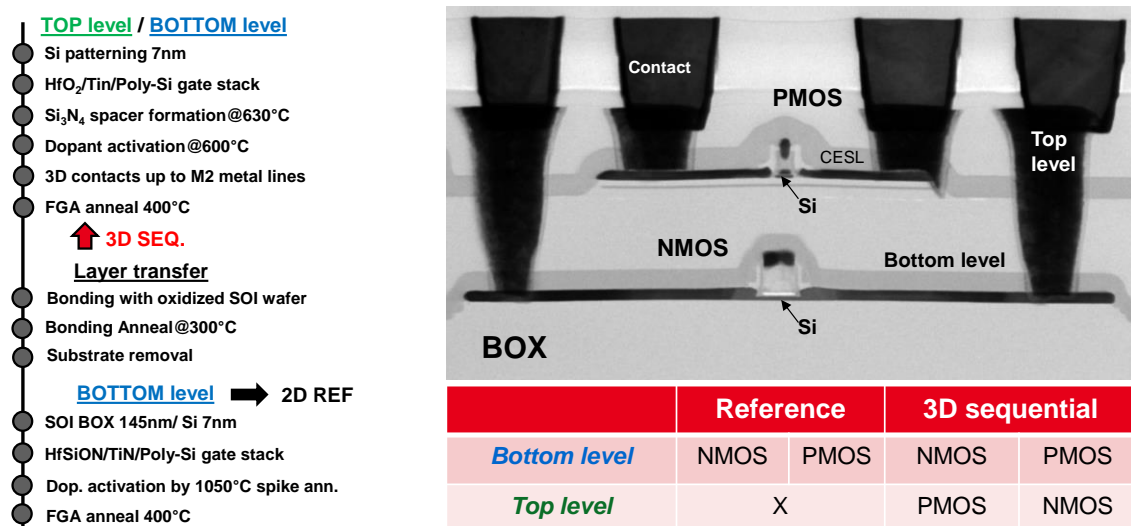 TOP level / BOTTOM level
Si patterning 7nm
HfO₂/Tin/Poly-Si gate stack
Si₃N₄ spacer formation@630°C
Dopant activation@600°C
3D contacts up to M2 metal lines
FGA anneal 400°C
3D SEQ.
Layer transfer
Bonding with oxidized SOI wafer
Bonding Anneal@300°C
Substrate removal
BOTTOM level
2D REF
SOI BOX 145nm/ Si 7nm
HfSiON/TiN/Poly-Si gate stack
Dop. activation by 1050°C spike ann.
FGA anneal 400°C
Contact
PMOS
CESL
Top
level
Si
NMOS
Bottom level
Si
BOX
Reference 3D sequential
Bottom level NMOS PMOS NMOS PMOS
Top level X PMOS NMOS